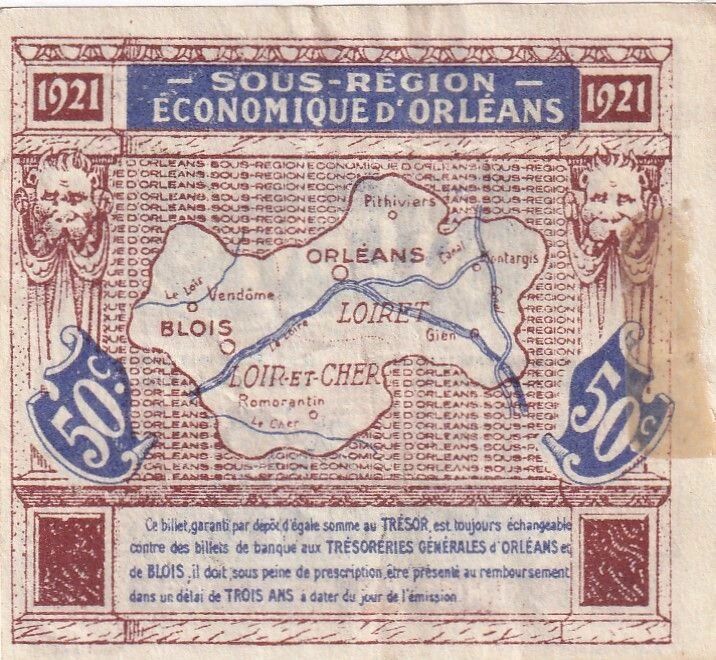 1921
— SOUS-RÉGION —
ÉCONOMIQUE D'ORLÉANS
1921
Pithiviers
ORLÉANS
Canal
Montargis
Le Loir
Vendôme
Canal
LOIRET
BLOIS
La Loire
Gien
LOIR-ET-CHER
Romorantin
Le Cher
50c.
50c.
Ce billet, garanti par dépôt d'égale somme au TRÉSOR, est toujours échangeable
contre des billets de banque aux TRÉSORERIES GÉNÉRALES d'ORLÉANS et
de BLOIS, il doit, sous peine de prescription, être présenté au remboursement
dans un délai de TROIS ANS à dater du jour de l'émission